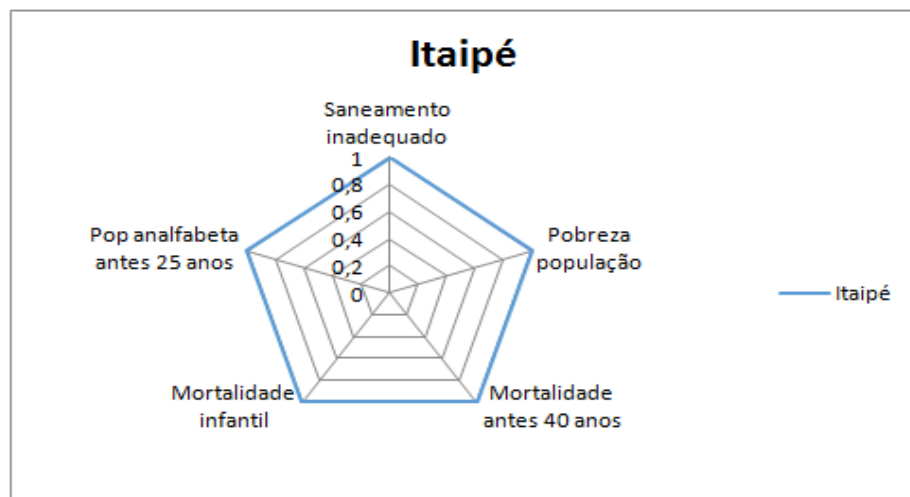 Itaipé
Saneamento
inadequado
1
0,8
0,6
0,4
0,2
0
Pop analfabeta
antes 25 anos
Pobreza
população
Itaipé
Mortalidade
infantil
Mortalidade
antes 40 anos